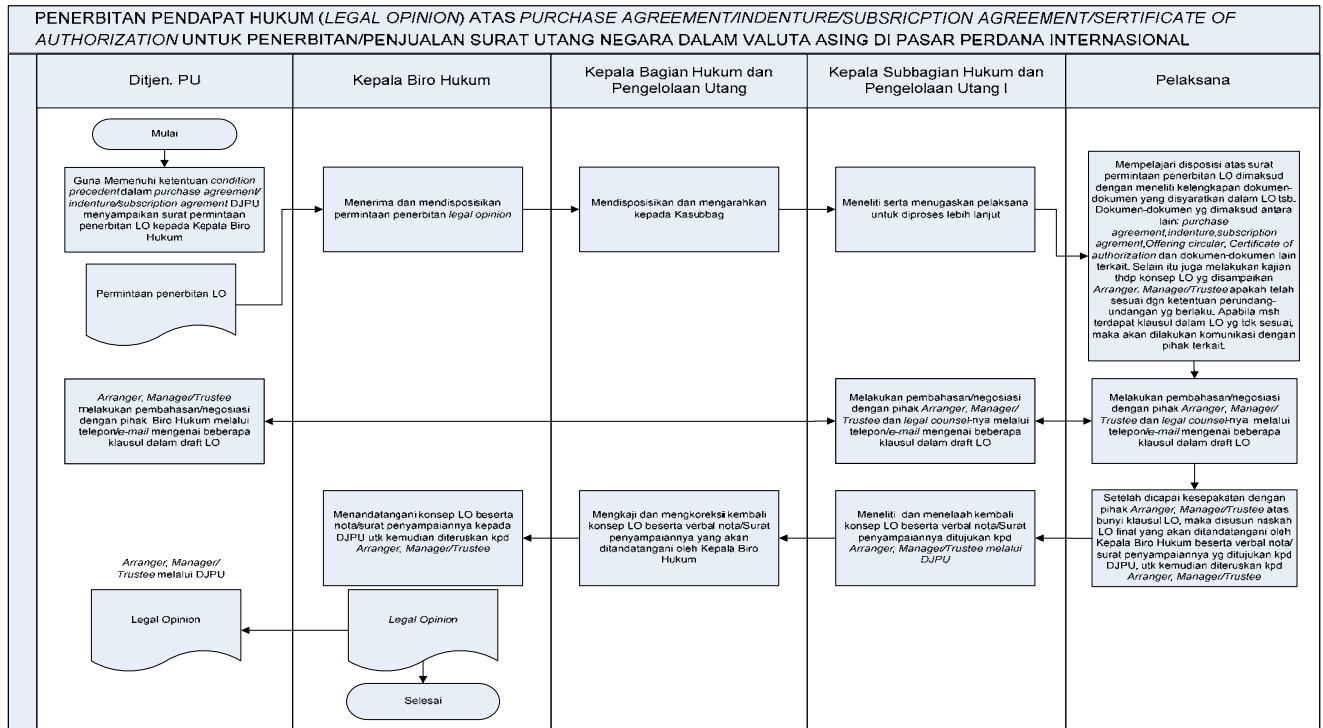 PENERBITAN PENDAPAT HUKUM (LEGAL OPINION) ATAS PURCHASE AGREEMENT/INDENTURE/SUBSRICPTION AGREEMENT/SERTIFICATE OF
AUTHORIZATION UNTUK PENERBITAN/PENJUALAN SURAT UTANG NEGARA DALAM VALUTA ASING DI PASAR PERDANA INTERNASIONAL
Ditjen. PU
Kepala Biro Hukum
Kepala Bagian Hukum dan
Pengelolaan Utang
Kepala Subbagian Hukum dan
Pengelolaan Utang I
Pelaksana
Mulai
Guna Memenuhi ketentuan condition
precedent dalam purchase agreement/
indenture/subscription agrement DJPU
menyampaikan surat permintaan
penerbitan LO kepada Kepala Biro
Hukum
Menerima dan mendisposisikan
permintaan penerbitan legal opinion
Mendisposisikan dan mengarahkan
kepada Kasubbag
Meneliti serta menugaskan pelaksana
untuk diproses lebih lanjut
Mempelajari disposisi atas surat
permintaan penerbitan LO dimaksud
dengan meneliti kelengkapan dokumen-
dokumen yang disyaratkan dalam LO tsb.
Dokumen-dokumen yg dimaksud antara
lain: purchase
agreement,indenture,subscription
agrement,Offering circular, Certificate of
authorization dan dokumen-dokumen lain
terkait. Selain itu juga melakukan kajian
thdp konsep LO yg disampaikan
Arranger, Manager/Trustee apakah telah
sesuai dgn ketentuan perundang-
undangan yg berlaku. Apabila msh
terdapat klausul dalam LO yg tdk sesuai,
maka akan dilakukan komunikasi dengan
pihak terkait.
Permintaan penerbitan LO
Arranger, Manager/Trustee
melakukan pembahasan/negosiasi
dengan pihak Biro Hukum melalui
telepon/e-mail mengenai beberapa
klausul dalam draft LO
Melakukan pembahasan/negosiasi
dengan pihak Arranger, Manager/
Trustee dan legal counsel-nya melalui
telepon/e-mail mengenai beberapa
klausul dalam draft LO
Melakukan pembahasan/negosiasi
dengan pihak Arranger, Manager/
Trustee dan legal counsel-nya melalui
telepon/e-mail mengenai beberapa
klausul dalam draft LO
Menandatangani konsep LO beserta
nota/surat penyampaiannya kepada
DJPU utk kemudian diteruskan kpd
Arranger, Manager/Trustee
Mengkaji dan mengkoreksi kembali
konsep LO beserta verbal nota/Surat
penyampaiannya yang akan
ditandatangani oleh Kepala Biro
Hukum
Meneliti dan menelaah kembali
konsep LO beserta verbal nota/Surat
penyampaiannya ditujukan kpd
Arranger, Manager/Trustee melalui
DJPU
Setelah dicapai kesepakatan dengan
pihak Arranger, Manager/Trustee atas
bunyi klausul LO, maka disusun naskah
LO final yang akan ditandatangani oleh
Kepala Biro Hukum beserta verbal nota/
surat penyampaiannya yg ditujukan kpd
DJPU, utk kemudian diteruskan kpd
Arranger, Manager/Trustee
Arranger, Manager/
Trustee melalui DJPU
Legal Opinion
Legal Opinion
Selesai